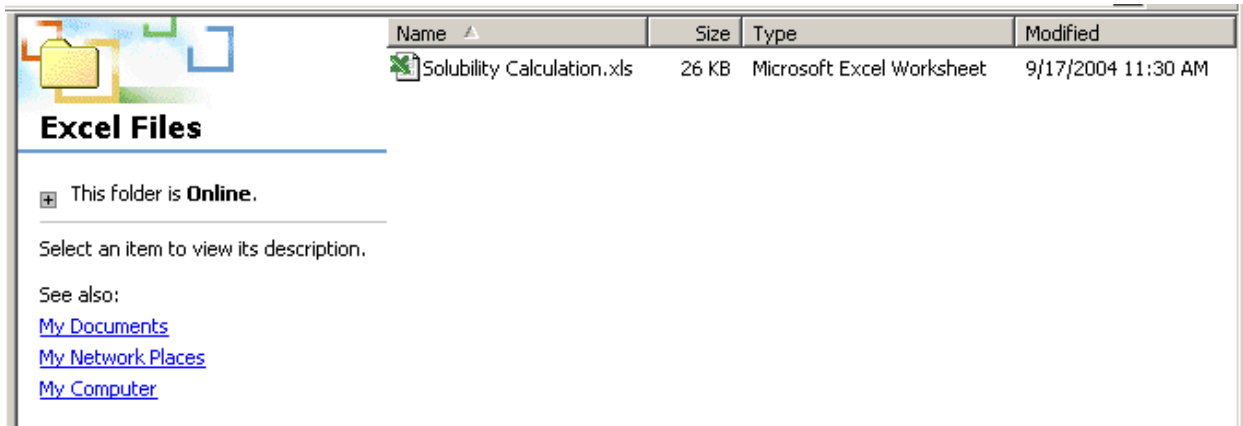 Name Size Type Modified
Solubility Calculation.xls 26 KB Microsoft Excel Worksheet 9/17/2004 11:30 AM
Excel Files
This folder is Online.
Select an item to view its description.
See also:
My Documents
My Network Places
My Computer